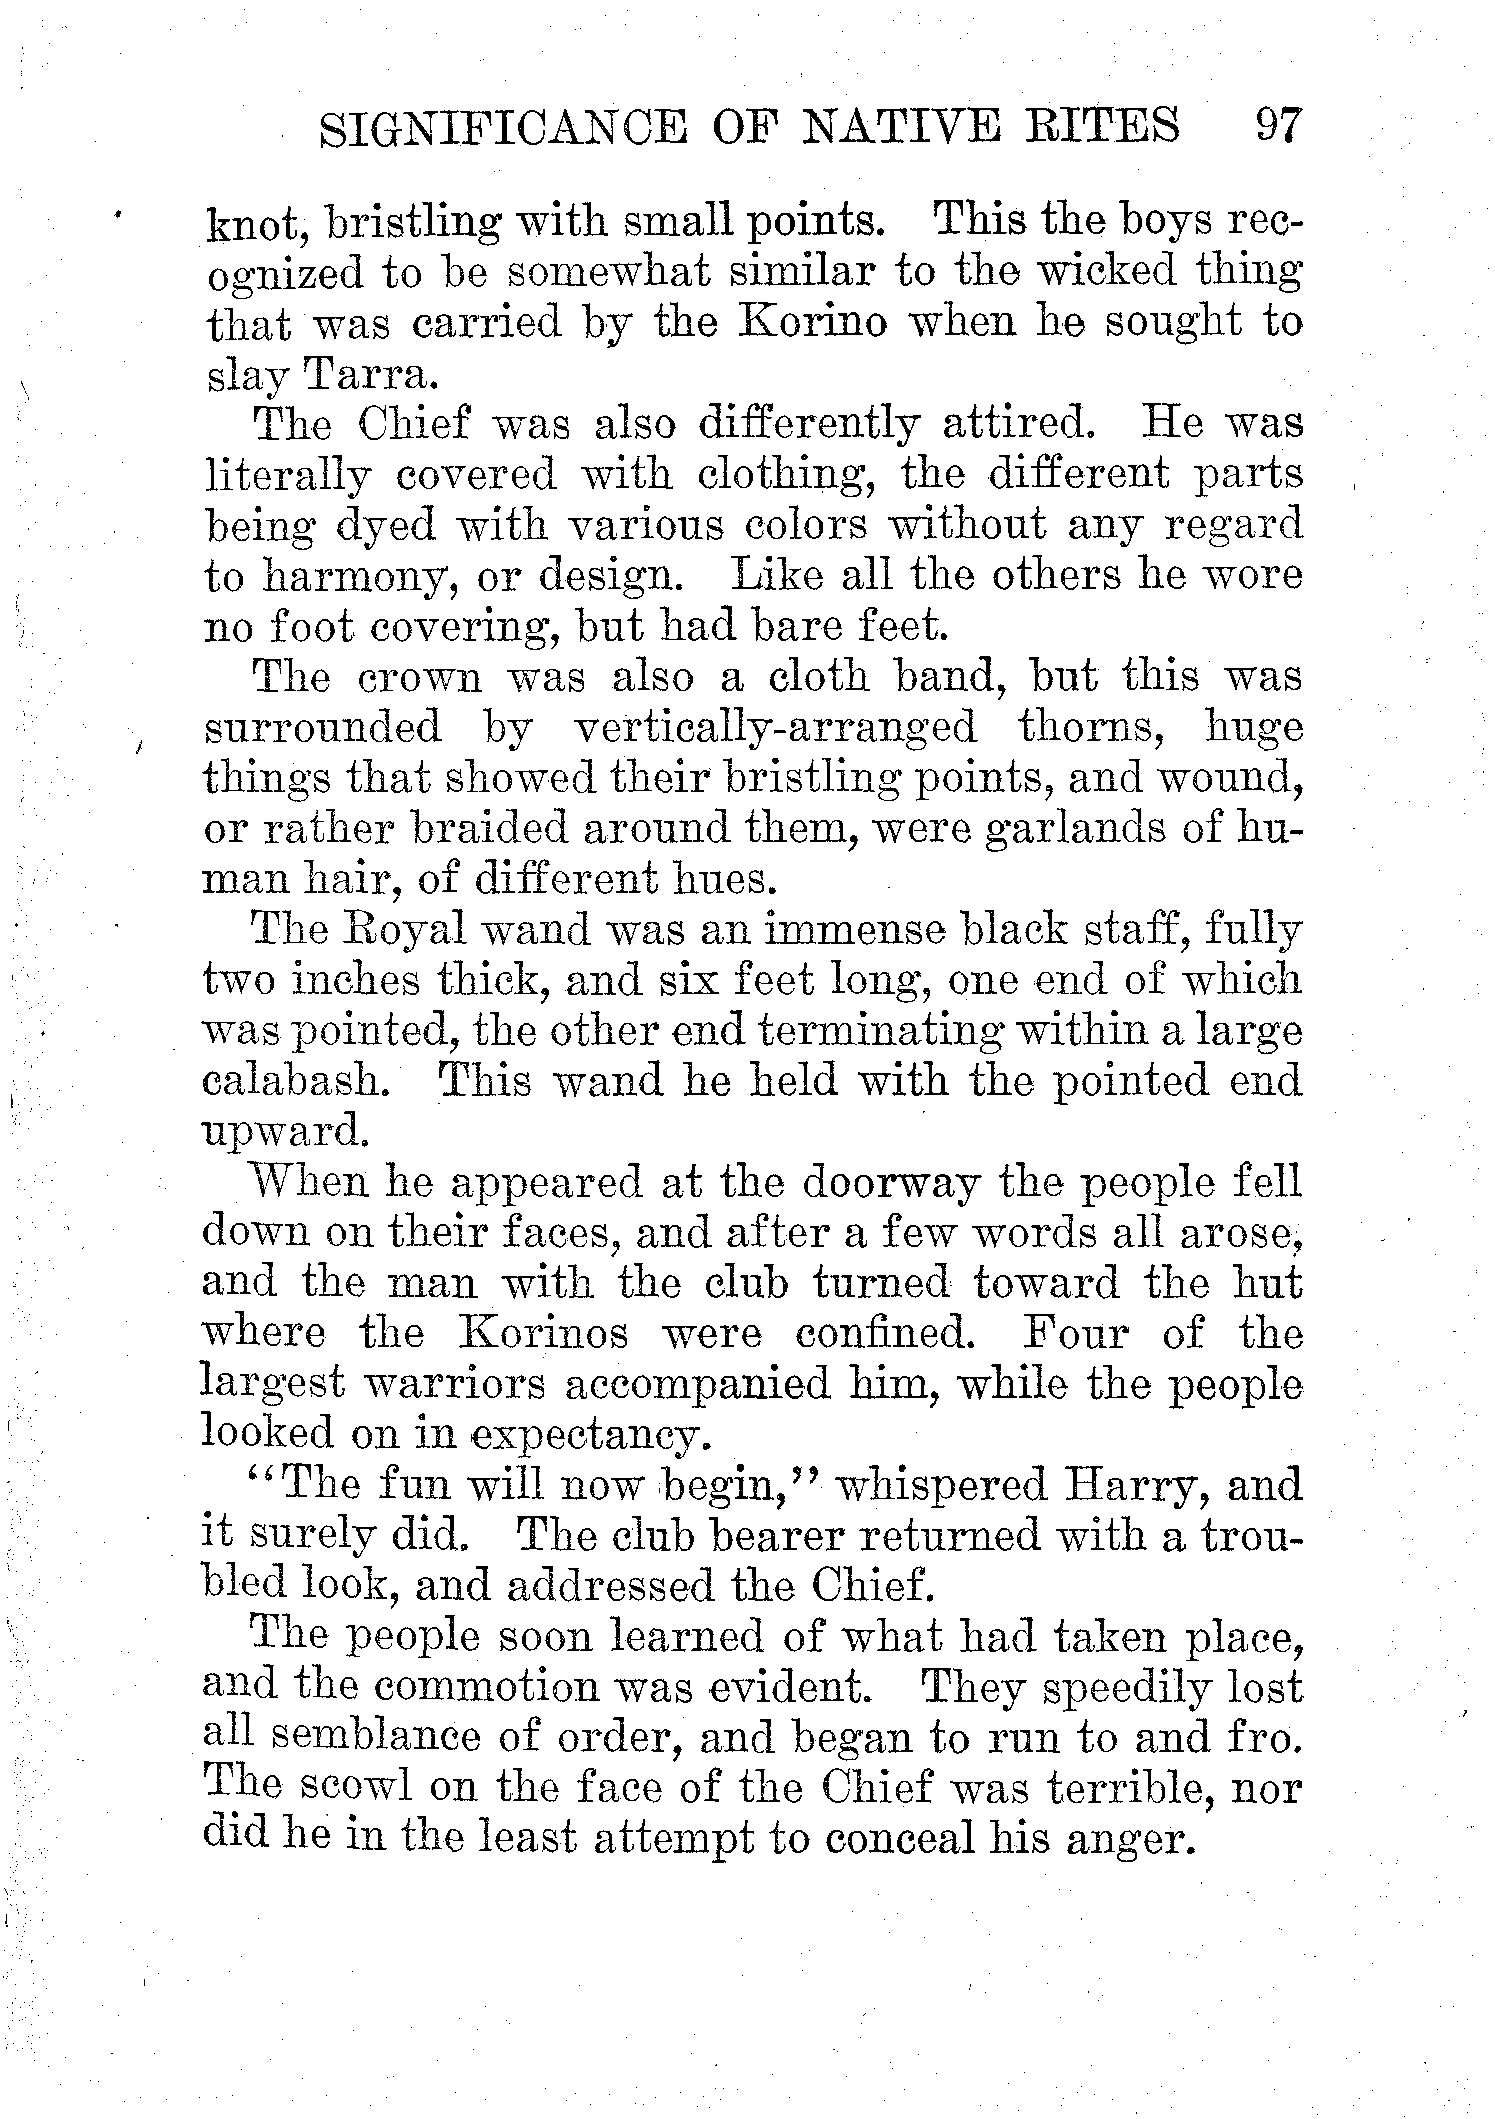 SIGNIFICANCE OF NATIVE RITES 97
knot, bristling with small points. This the boys rec-
ognized to be somewhat similar to the wicked thing
that was carried by the Korino when he sought to
slay Tarra.
The Chief was also differently attired. He was
literally covered with clothing, the different parts
being dyed with various colors without any regard
to harmony, or design. Like all the others he wore
no foot covering, but had bare feet.
The crown was also a cloth band, but this was
surrounded by vertically-arranged thorns, huge
things that showed their bristling points, and wound,
or rather braided around them, were garlands of hu-
man hair, of different hues.
The Royal wand was an immense black staff, fully
two inches thick, and six feet long, one end of which
was pointed, the other end terminating within a large
calabash. This wand he held with the pointed end
upward.
When he appeared at the doorway the people fell
down on their faces, and after a few words all arose,
and the man with the club turned toward the hut
where the Korinos were confined. Four of the
largest warriors accompanied him, while the people
looked on in expectancy.
"The fun will now begin," whispered Harry, and
it surely did. The club bearer returned with a trou-
bled look, and addressed the Chief.
The people soon learned of what had taken place,
and the commotion was evident. They speedily lost
all semblance of order, and began to run to and fro.
The scowl on the face of the Chief was terrible, nor
did he in the least attempt to conceal his anger.